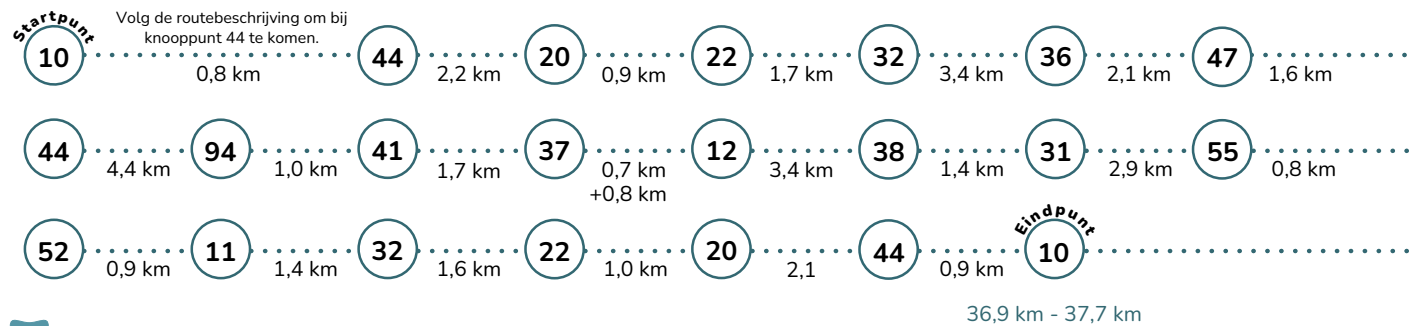 Startpunt
Volg de routebeschrijving om bij
knooppunt 44 te komen.
10 44 20 22 32 36 47
0,8 km 2,2 km 0,9 km 1,7 km 3,4 km 2,1 km 1,6 km
44 94 41 37 12 38 31 55
4,4 km 1,0 km 1,7 km 0,7 km 3,4 km 1,4 km 2,9 km 0,8 km
+0,8 km
Eindpunt
52 11 32 22 20 44 10
0,9 km 1,4 km 1,6 km 1,0 km 2,1 0,9 km
36,9 km - 37,7 km